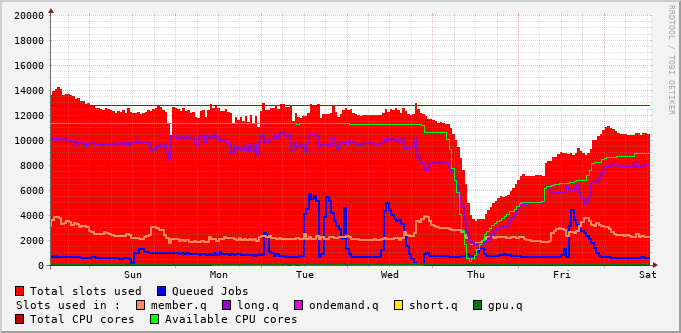 20000
18000
16000
14000
12000
10000
8000
6000
4000
2000
0
Sun Mon Tue Wed Thu Fri Sat
Total slots used Queued Jobs
Slots used in : member.q long.q ondemand.q short.q gpu.q
Total CPU cores Available CPU cores
RRDTOOL / TOBI OETIKER